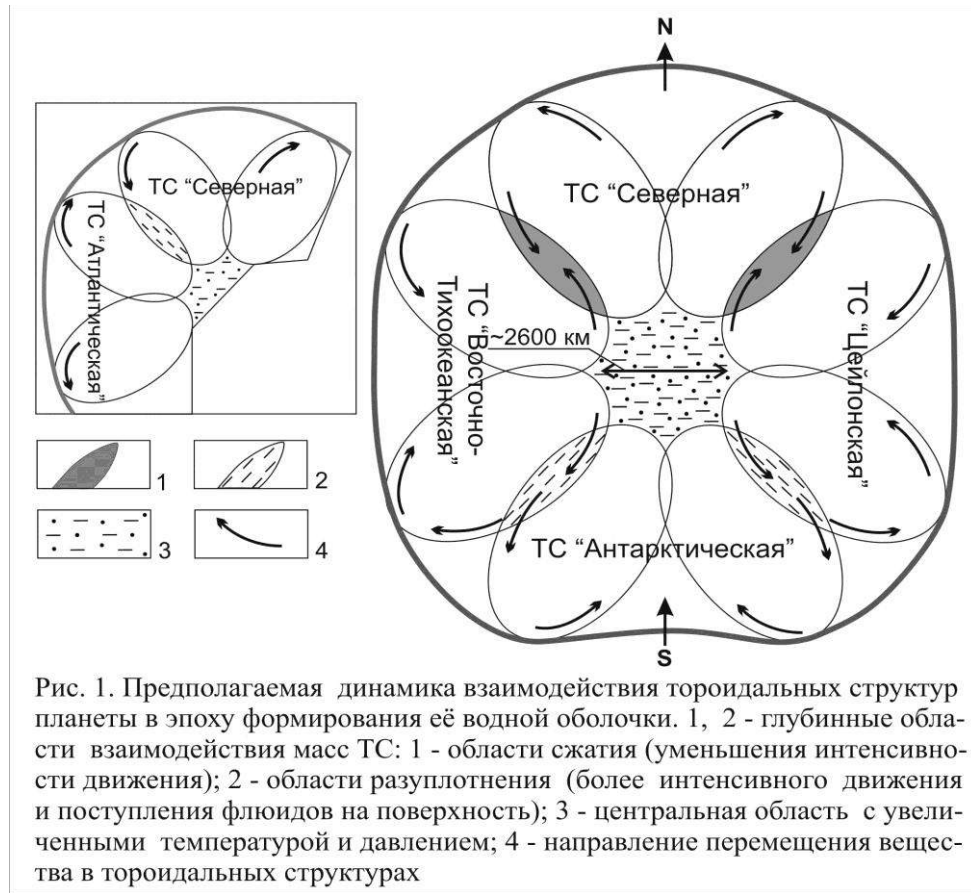 N
ТС “Северная”
ТС “Атлантическая”
ТС “Северная”
ТС “Восточно-
Тихоокеанская”
~2600 км
ТС “Цейлонская”
1
2
3
4
ТС “Антарктическая”
S
Рис. 1. Предполагаемая динамика взаимодействия тороидальных структур
планеты в эпоху формирования её водной оболочки. 1, 2 - глубинные обла-
сти взаимодействия масс ТС: 1 - области сжатия (уменьшения интенсивно-
сти движения); 2 - области разуплотнения (более интенсивного движения
и поступления флюидов на поверхность); 3 - центральная область с увели-
ченными температурой и давлением; 4 - направление перемещения вещес-
тва в тороидальных структурах